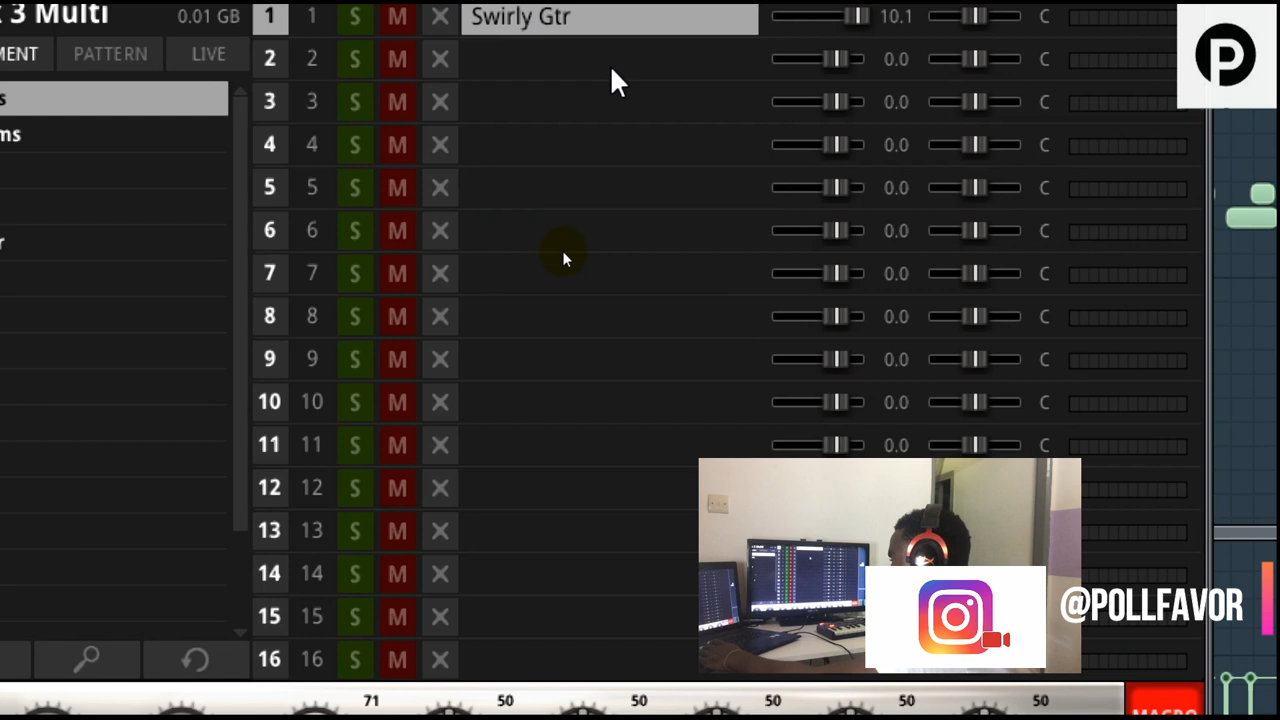 3 Multi 0.01 GB
1 1 S M X Swirly Gtr 10.1 C
PATTERN LIVE
2 2 S M X 0.0 C
3 3 S M X 0.0 C
4 4 S M X 0.0 C
5 5 S M X 0.0 C
6 6 S M X 0.0 C
7 7 S M X 0.0 C
8 8 S M X 0.0 C
9 9 S M X 0.0 C
10 10 S M X 0.0 C
11 11 S M X 0.0 C
12 12 S M X
13 13 S M X
14 14 S M X
15 15 S M X
16 16 S M X
@POLLFAVOR
71 50 50 50 50 50
MACRO